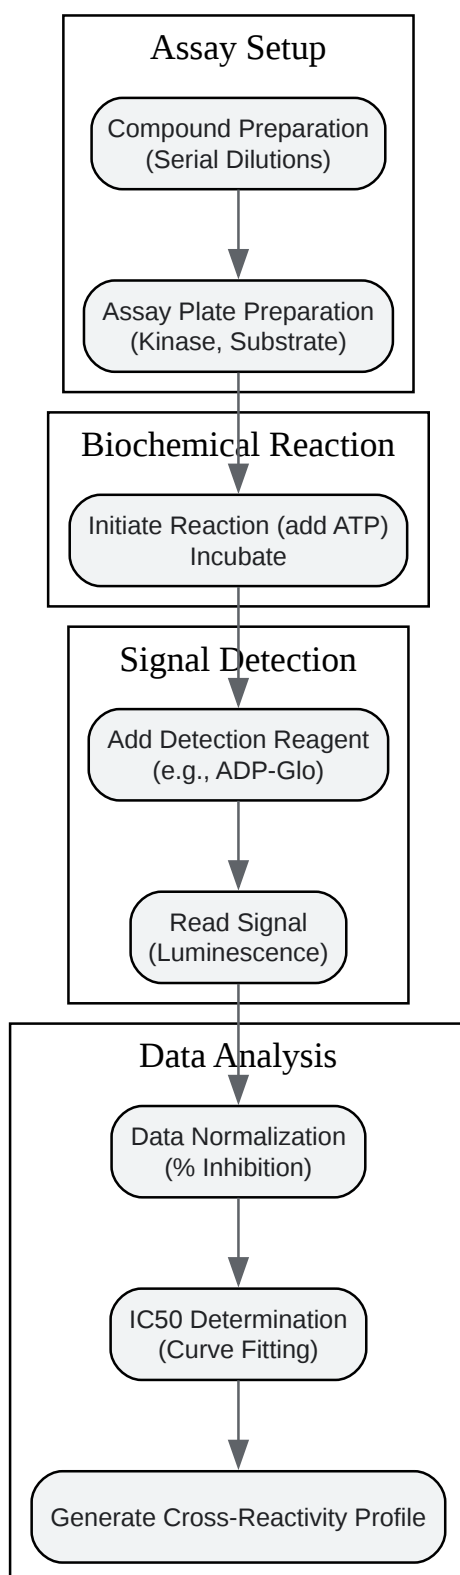 Assay Setup
Compound Preparation
(Serial Dilutions)
Assay Plate Preparation
(Kinase, Substrate)
Biochemical Reaction
Initiate Reaction (add ATP)
Incubate
Signal Detection
Add Detection Reagent
(e.g., ADP-Glo)
Read Signal
(Luminescence)
Data Analysis
Data Normalization
(% Inhibition)
IC50 Determination
(Curve Fitting)
Generate Cross-Reactivity Profile